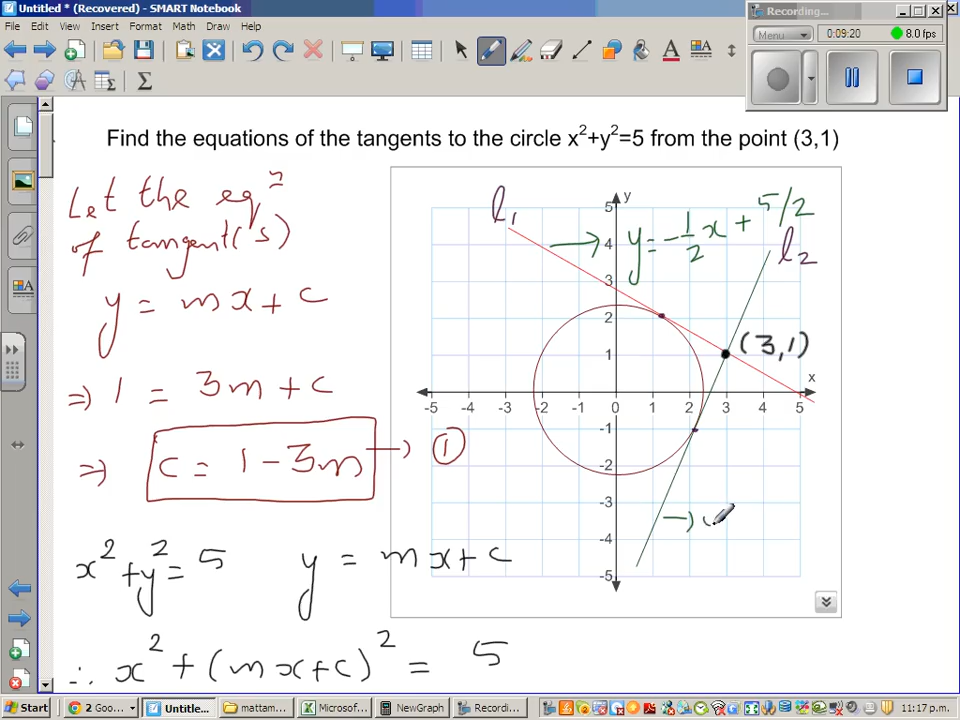 Untitled * (Recovered) - SMART Notebook
File Edit View Insert Format Math Draw Help
Recording...
Menu 0:09:20 8.0 fps
Find the equations of the tangents to the circle x²+y²=5 from the point (3,1)
Let the eqⁿ
of tangent(s)
y = mx + c
⇒ 1 = 3m + c
⇒ c = 1 - 3m → ①
x² + y² = 5 y = mx + c
∴ x² + (mx+c)² = 5
l₁
→ y = -1/2 x + 5/2
l₂
(3,1)
y
5
4
3
2
1
x
-5 -4 -3 -2 -1 0 1 2 3 4 5
-1
-2
-3
-4
-5
→
Start 2 Goo... Untitle... mattam... Microsof... NewGraph Recordi... 11:17 p.m.